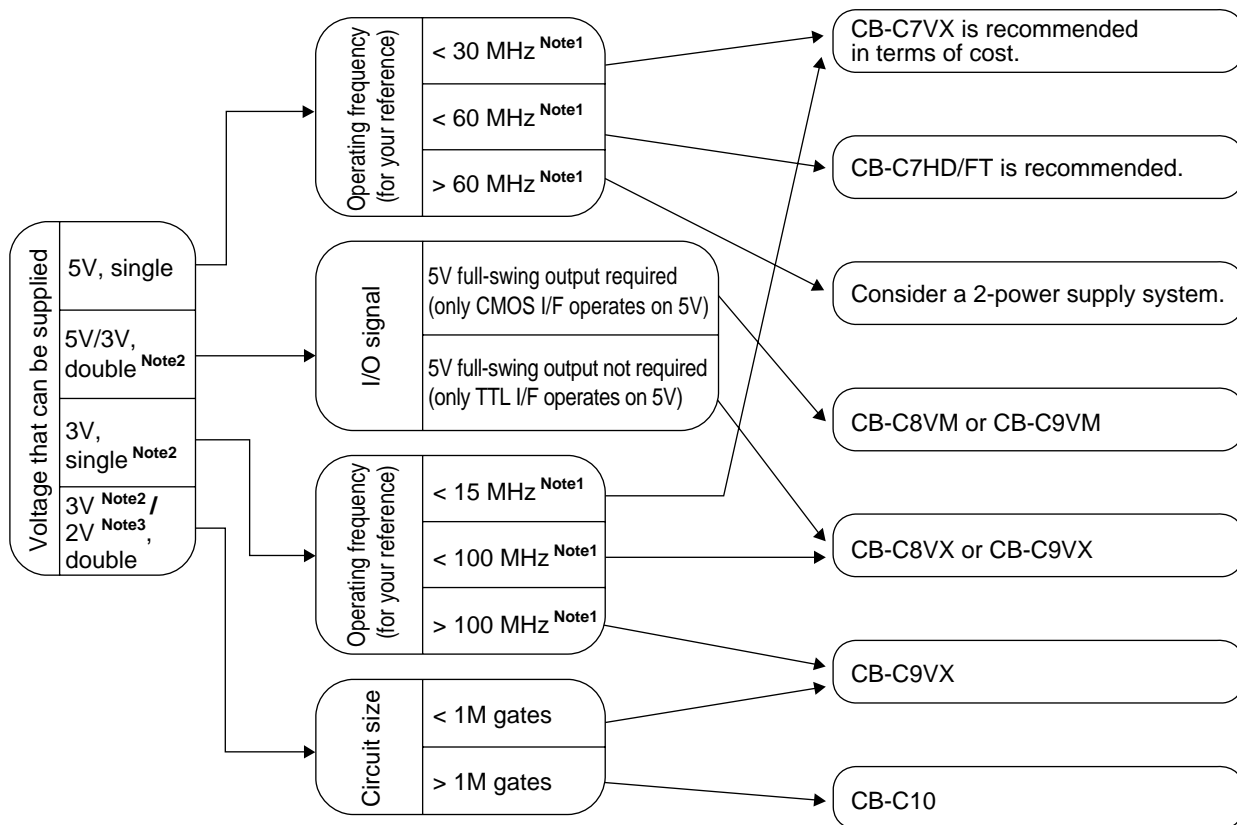 Voltage that can be supplied
5V, single
5V/3V,
double Note2
3V,
single Note2
3V Note2 /
2V Note3,
double
Operating frequency
(for your reference)
< 30 MHz Note1
< 60 MHz Note1
> 60 MHz Note1
I/O signal
5V full-swing output required
(only CMOS I/F operates on 5V)
5V full-swing output not required
(only TTL I/F operates on 5V)
Operating frequency
(for your reference)
< 15 MHz Note1
< 100 MHz Note1
> 100 MHz Note1
Circuit size
< 1M gates
> 1M gates
CB-C7VX is recommended
in terms of cost.
CB-C7HD/FT is recommended.
Consider a 2-power supply system.
CB-C8VM or CB-C9VM
CB-C8VX or CB-C9VX
CB-C9VX
CB-C10